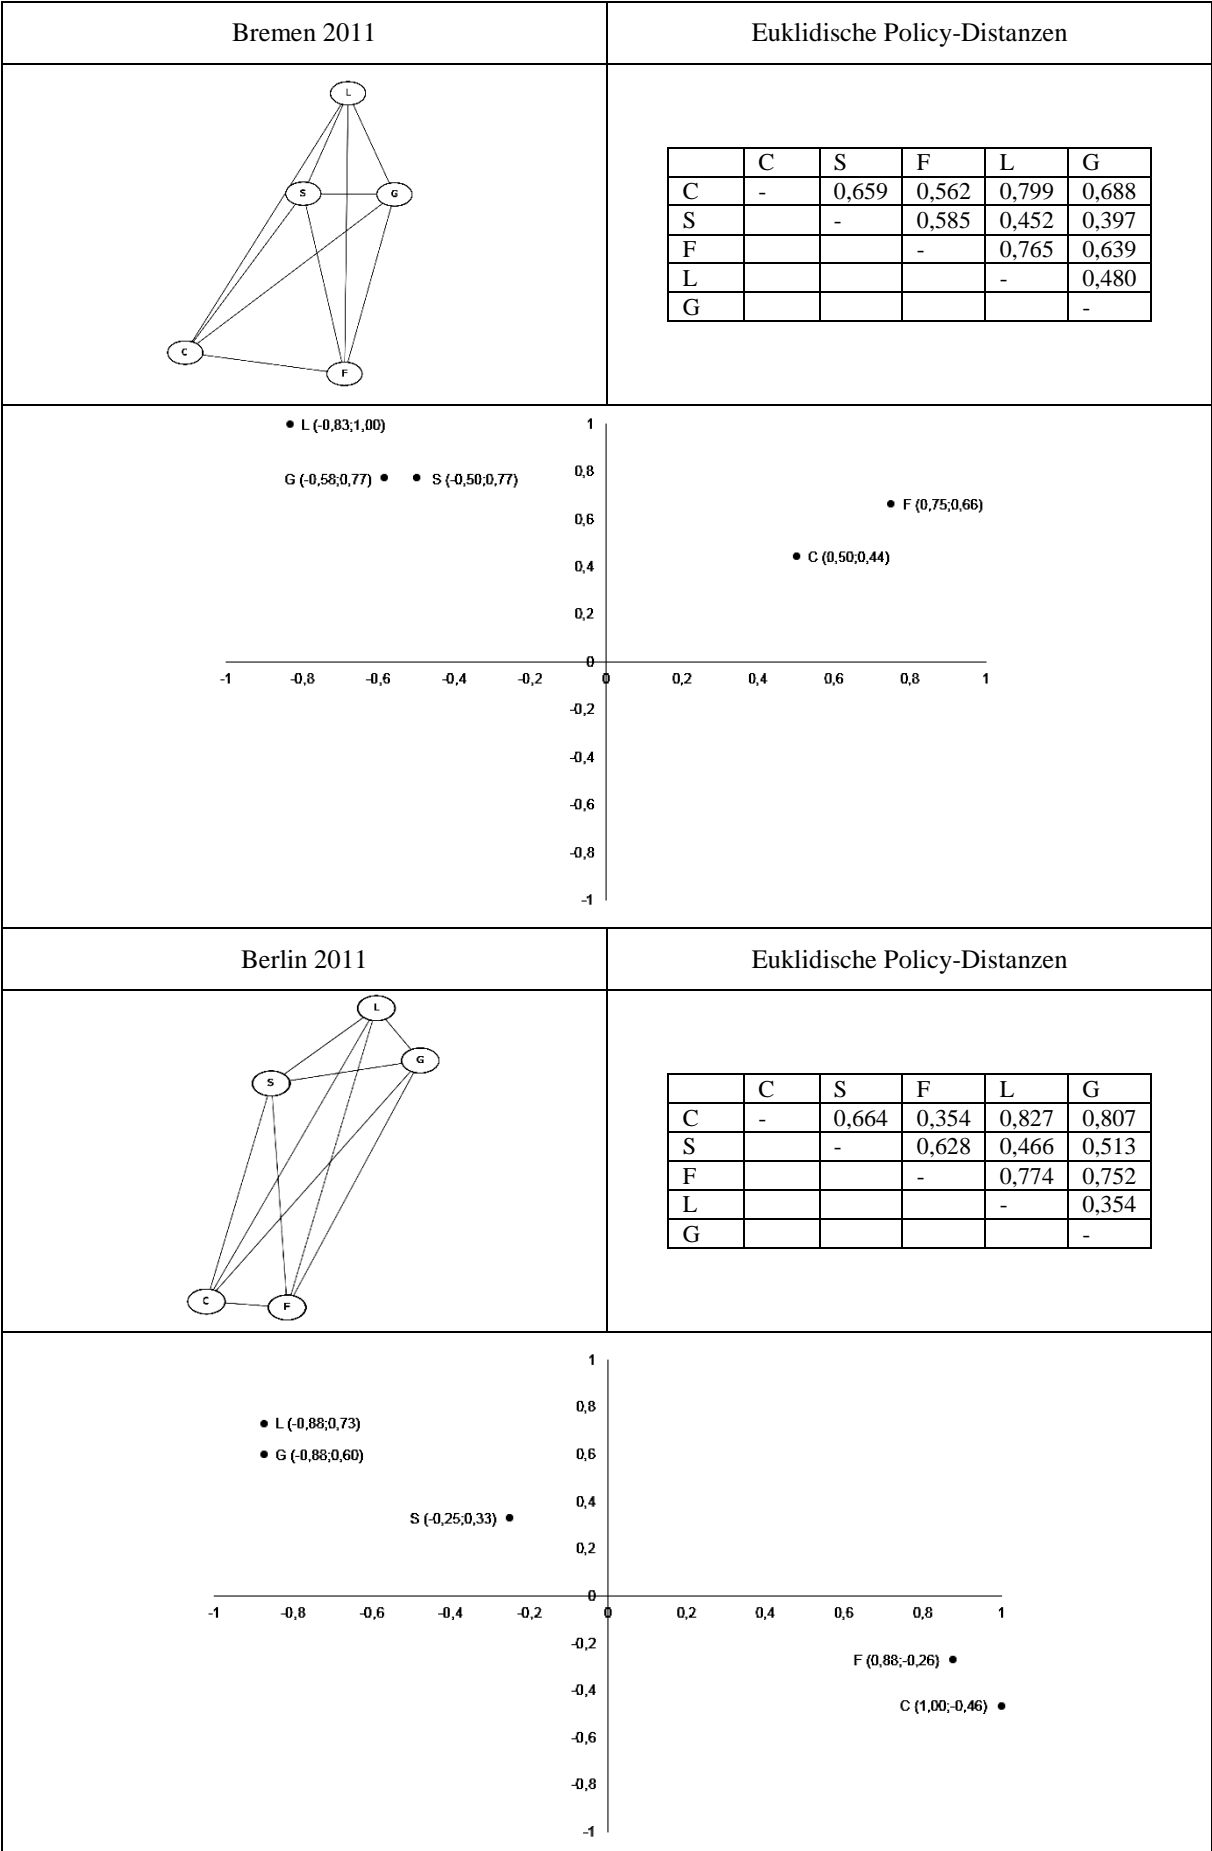 Bremen 2011
Euklidische Policy-Distanzen
L
S
G
C
F
C S F L G
C - 0,659 0,562 0,799 0,688
S - 0,585 0,452 0,397
F - 0,765 0,639
L - 0,480
G -
L (-0,83;1,00)
1
G (-0,58;0,77)
S (-0,50;0,77)
0,8
F (0,75;0,66)
0,6
C (0,50;0,44)
0,4
0,2
0
-1 -0,8 -0,6 -0,4 -0,2 0 0,2 0,4 0,6 0,8 1
-0,2
-0,4
-0,6
-0,8
-1
Berlin 2011
Euklidische Policy-Distanzen
L
G
S
C
F
C S F L G
C - 0,664 0,354 0,827 0,807
S - 0,628 0,466 0,513
F - 0,774 0,752
L - 0,354
G -
1
0,8
L (-0,88;0,73)
G (-0,88;0,60)
0,6
0,4
S (-0,25;0,33)
0,2
0
-1 -0,8 -0,6 -0,4 -0,2 0 0,2 0,4 0,6 0,8 1
-0,2
F (0,88;-0,26)
-0,4
C (1,00;-0,46)
-0,6
-0,8
-1